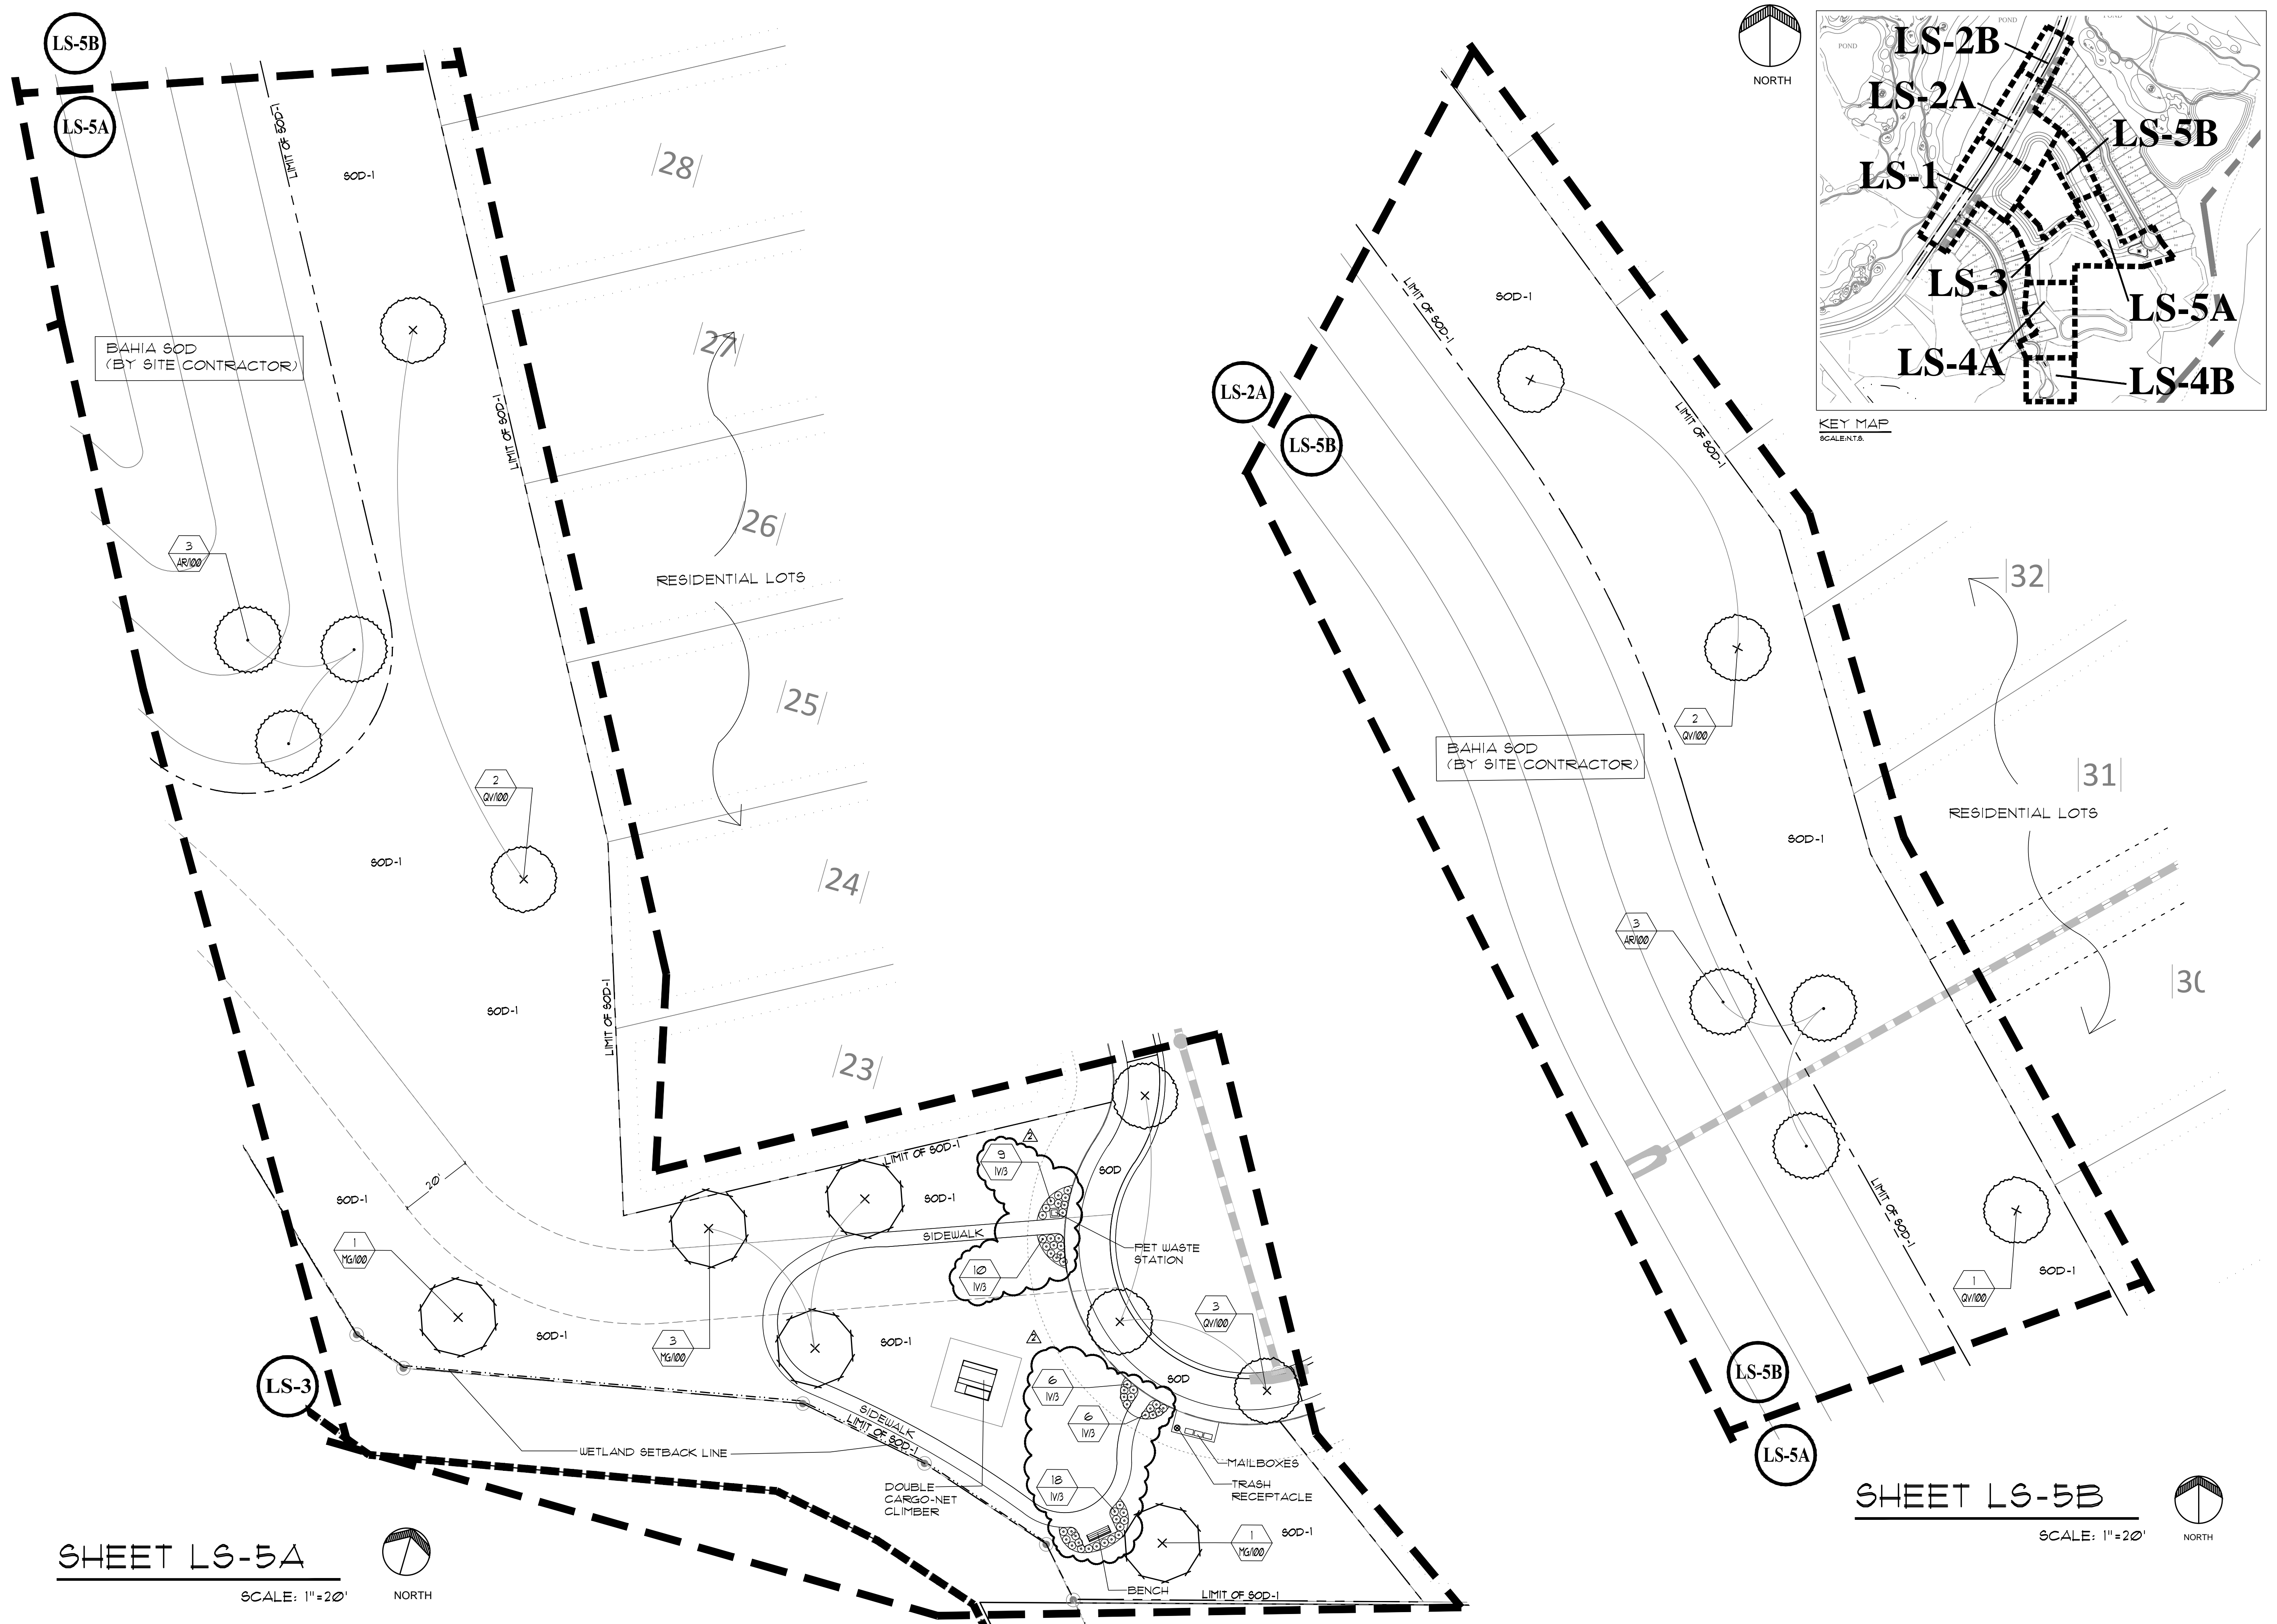 LS-5B
LS-5A
LIMIT OF SOD-1
SOD-1
28
BAHIA SOD
(BY SITE CONTRACTOR)
27
LIMIT OF SOD-1
26
3
AR/100
RESIDENTIAL LOTS
25
2
QV/100
SOD-1
24
SOD-1
LIMIT OF SOD-1
23
20'
SOD-1
LIMIT OF SOD-1
SOD-1
9
IV/3
2
SOD
1
MG/100
SIDEWALK
PET WASTE
STATION
10
IV/3
SOD-1
3
MG/100
SOD-1
2
3
QV/100
LS-3
6
IV/3
SOD
6
IV/3
SIDEWALK
LIMIT OF SOD-1
WETLAND SETBACK LINE
MAILBOXES
DOUBLE
CARGO-NET
CLIMBER
18
IV/3
TRASH
RECEPTACLE
1
MG/100
SOD-1
BENCH
LIMIT OF SOD-1
SHEET LS-5A
SCALE: 1"=20'
NORTH
NORTH
POND
POND
LS-2B
LS-2A
LS-5B
LS-1
LS-3
LS-5A
LS-4A
LS-4B
KEY MAP
SCALE:N.T.S.
SOD-1
LIMIT OF SOD-1
LS-2A
LS-5B
LIMIT OF SOD-1
32
2
QV/100
BAHIA SOD
(BY SITE CONTRACTOR)
31
RESIDENTIAL LOTS
SOD-1
3
AR/100
30
LIMIT OF SOD-1
SOD-1
1
QV/100
LS-5B
LS-5A
SHEET LS-5B
SCALE: 1"=20'
NORTH